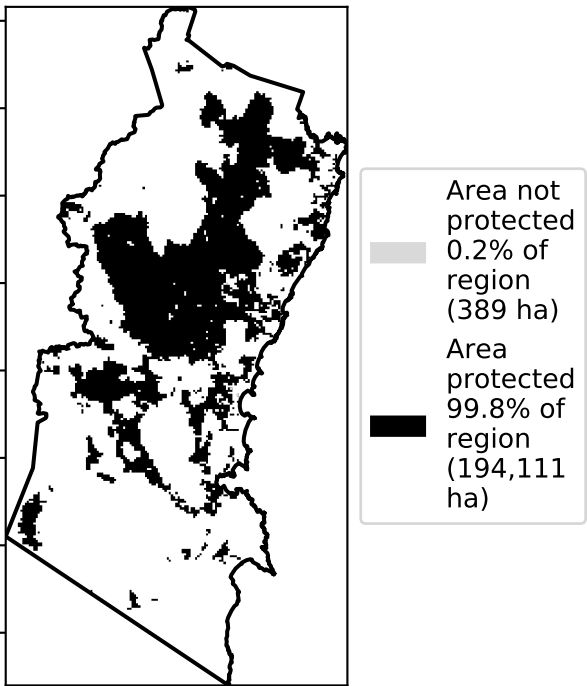 Area not
protected
0.2% of
region
(389 ha)
Area
protected
99.8% of
region
(194,111
ha)